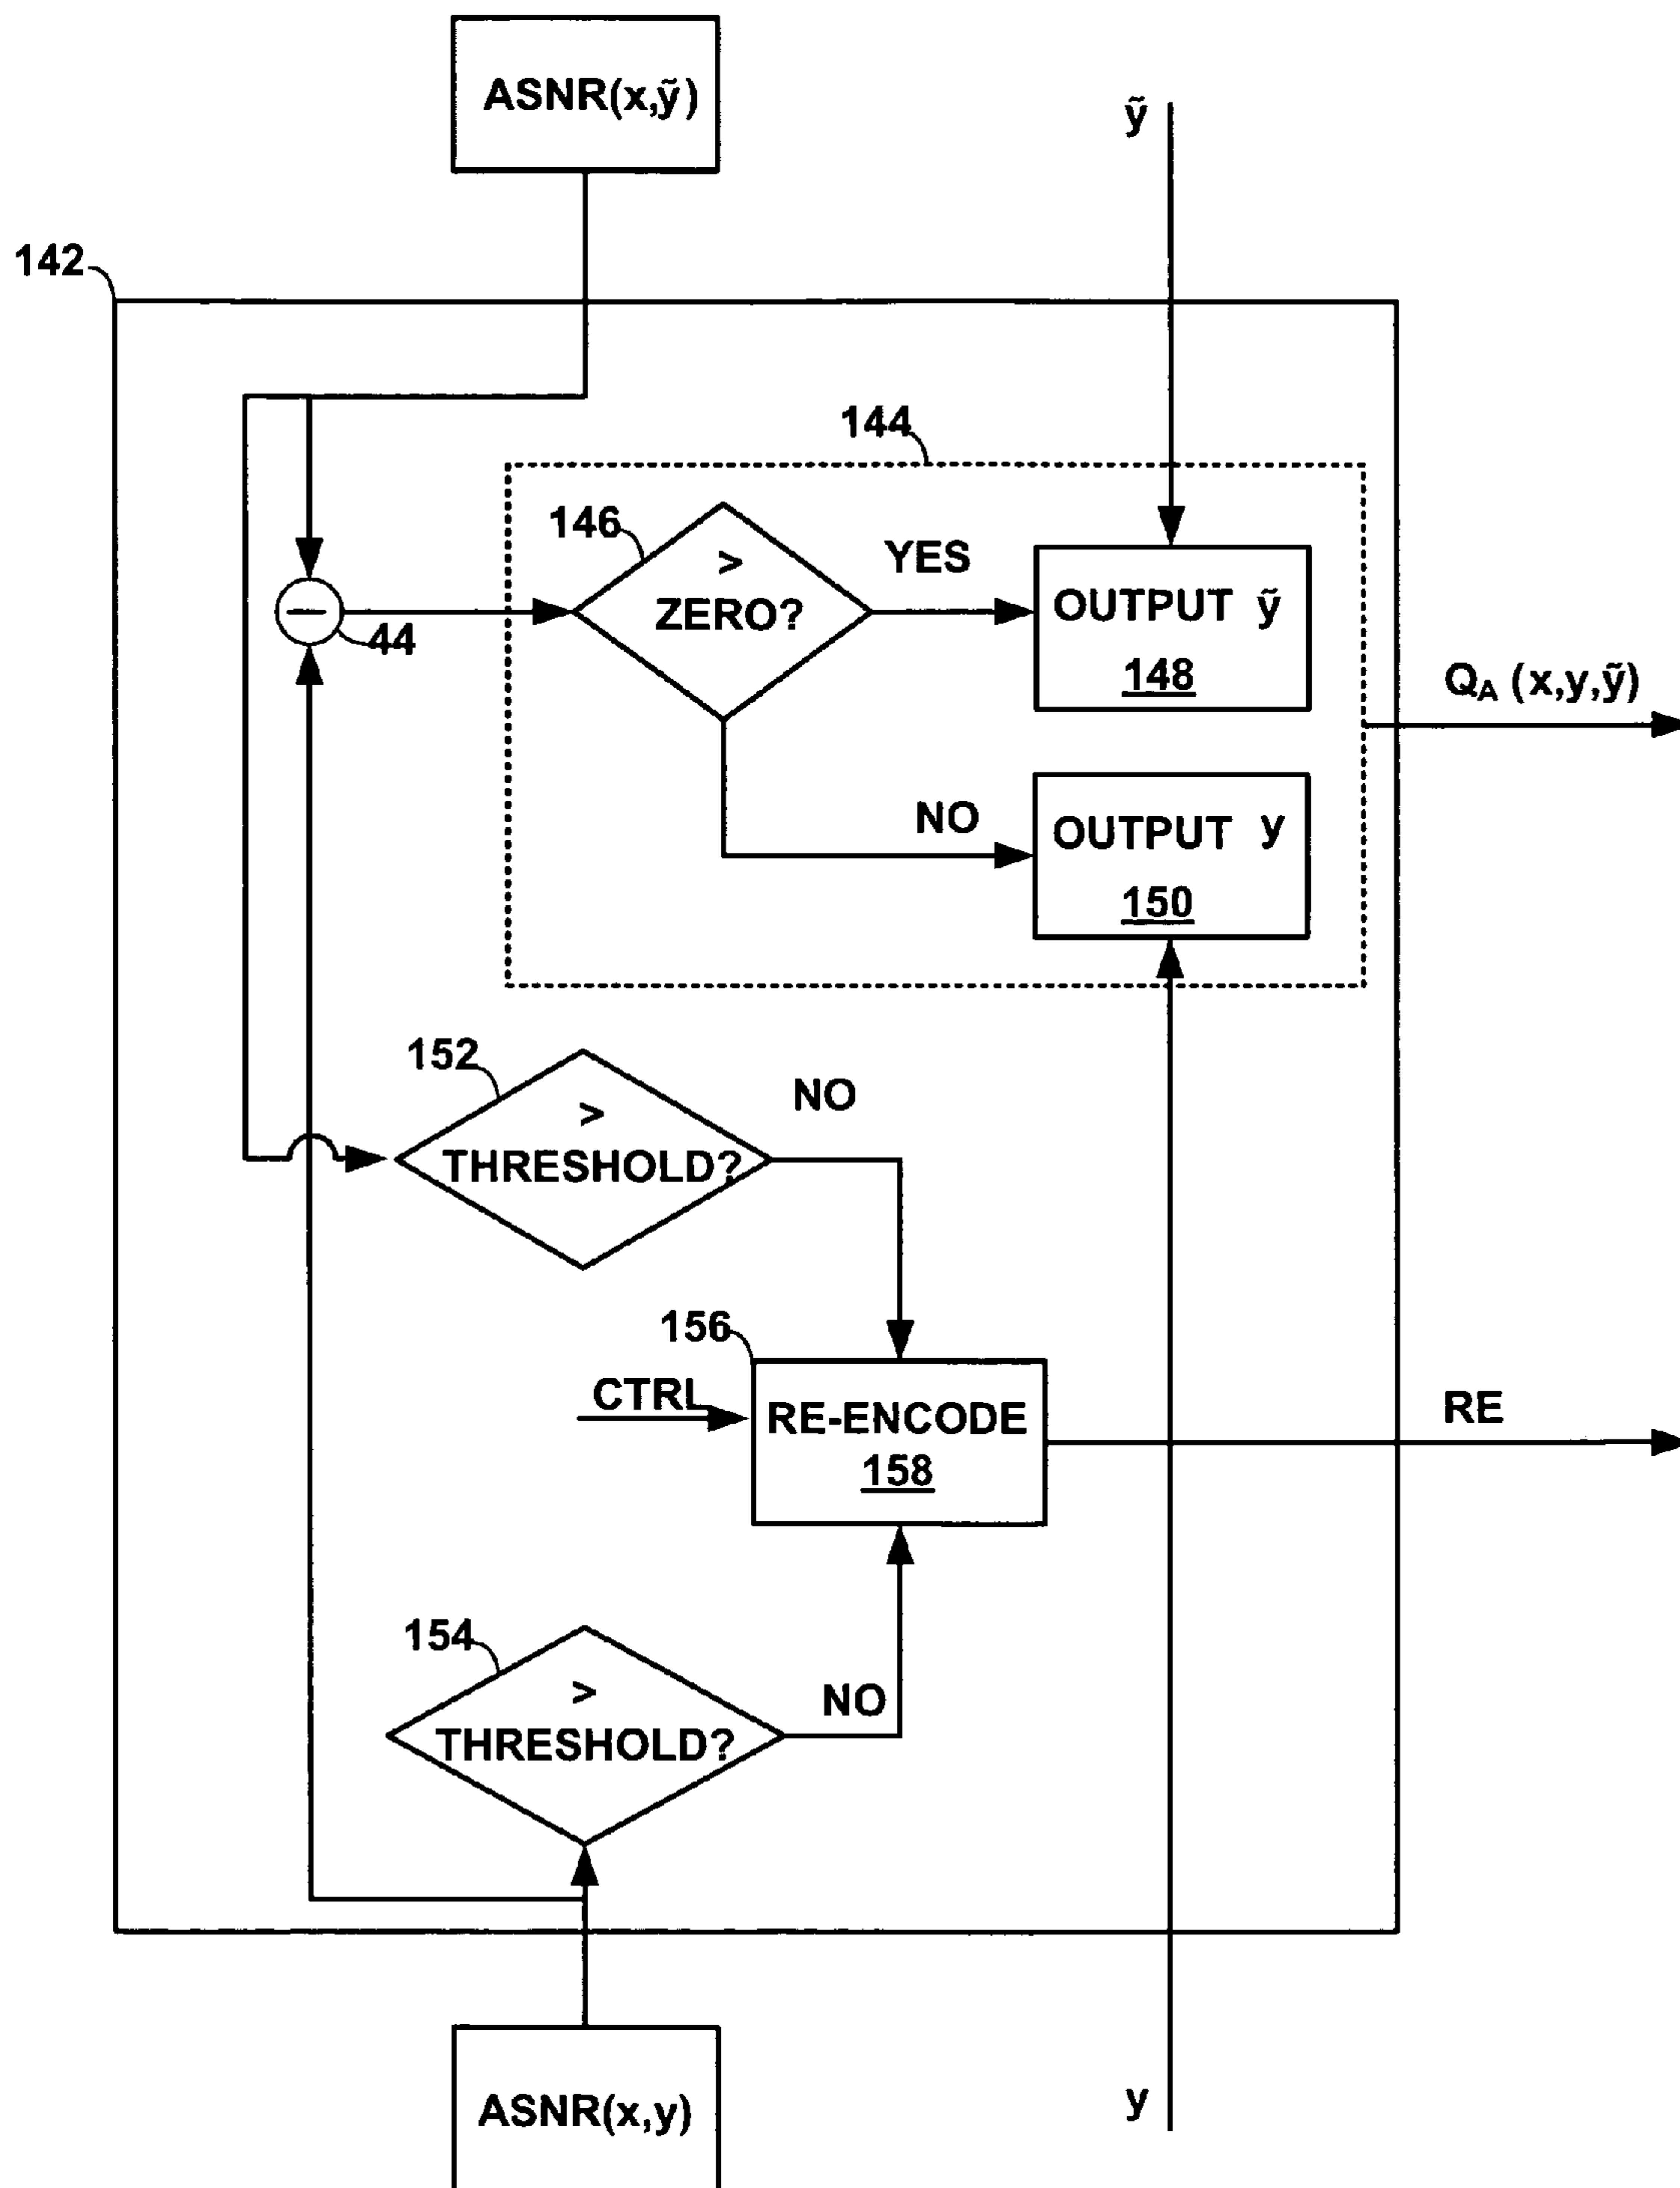 ASNR(x,ỹ)
ỹ
142
144
146
>
ZERO?
YES
OUTPUT ỹ
148
44
Q_A (x,y,ỹ)
NO
OUTPUT y
150
152
>
THRESHOLD?
NO
156
CTRL
RE-ENCODE
158
RE
154
>
THRESHOLD?
NO
ASNR(x,y)
y